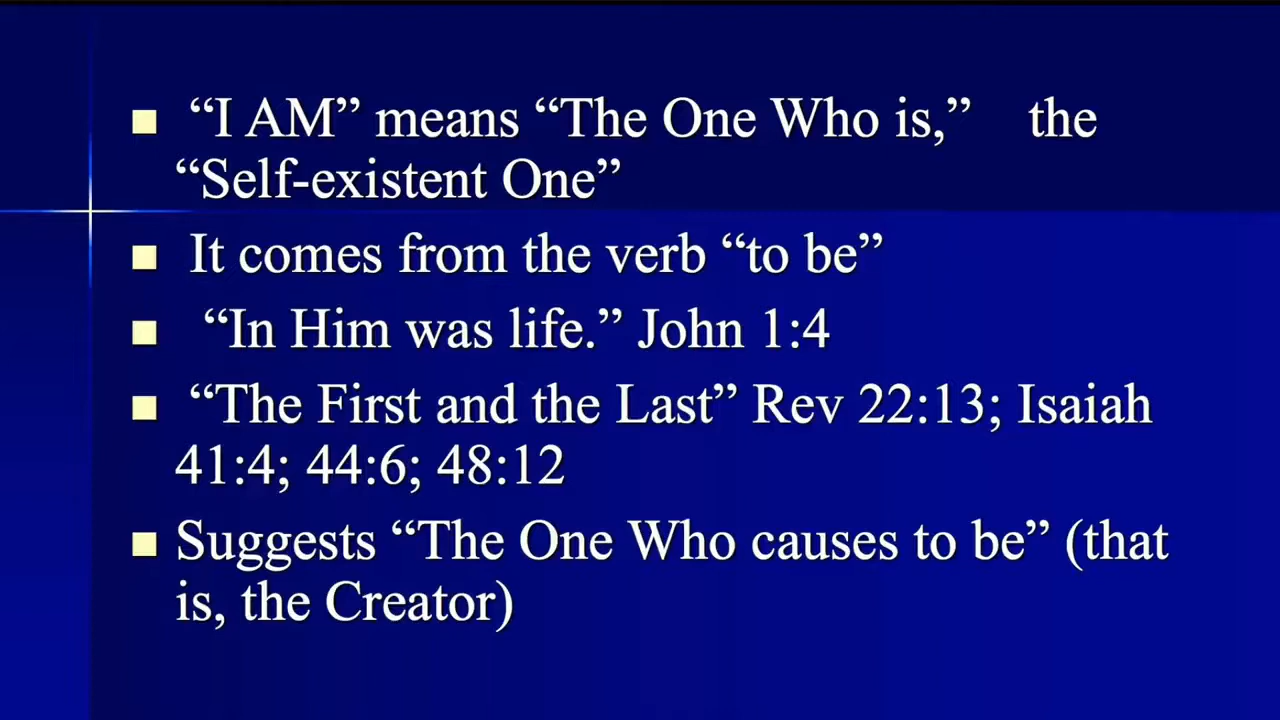 “I AM” means “The One Who is,” the
“Self-existent One”
It comes from the verb “to be”
“In Him was life.” John 1:4
“The First and the Last” Rev 22:13; Isaiah
41:4; 44:6; 48:12
Suggests “The One Who causes to be” (that
is, the Creator)